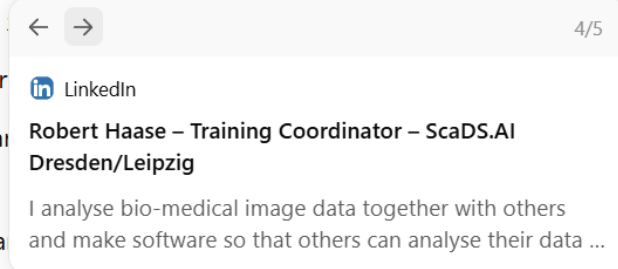 4/5
LinkedIn
Robert Haase – Training Coordinator – ScaDS.AI
Dresden/Leipzig
I analyse bio-medical image data together with others
and make software so that others can analyse their data ...